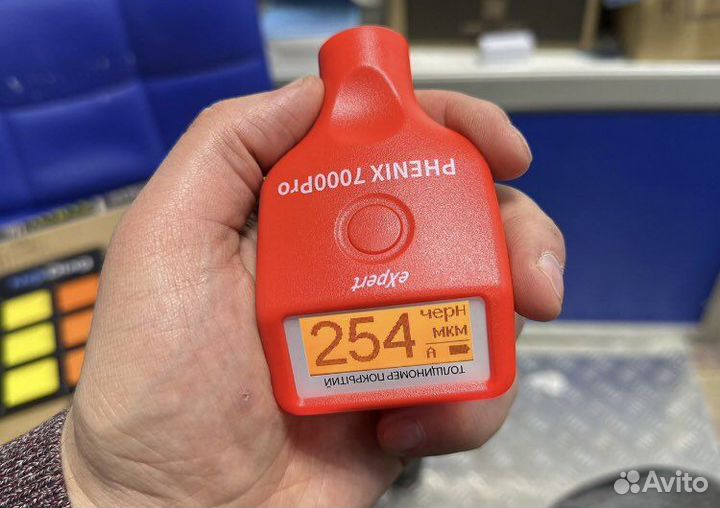 PHENIX 7000Pro
eXpert
254 черн
мкм
A
ТОЛЩИНОМЕР ПОКРЫТИЙ
Avito